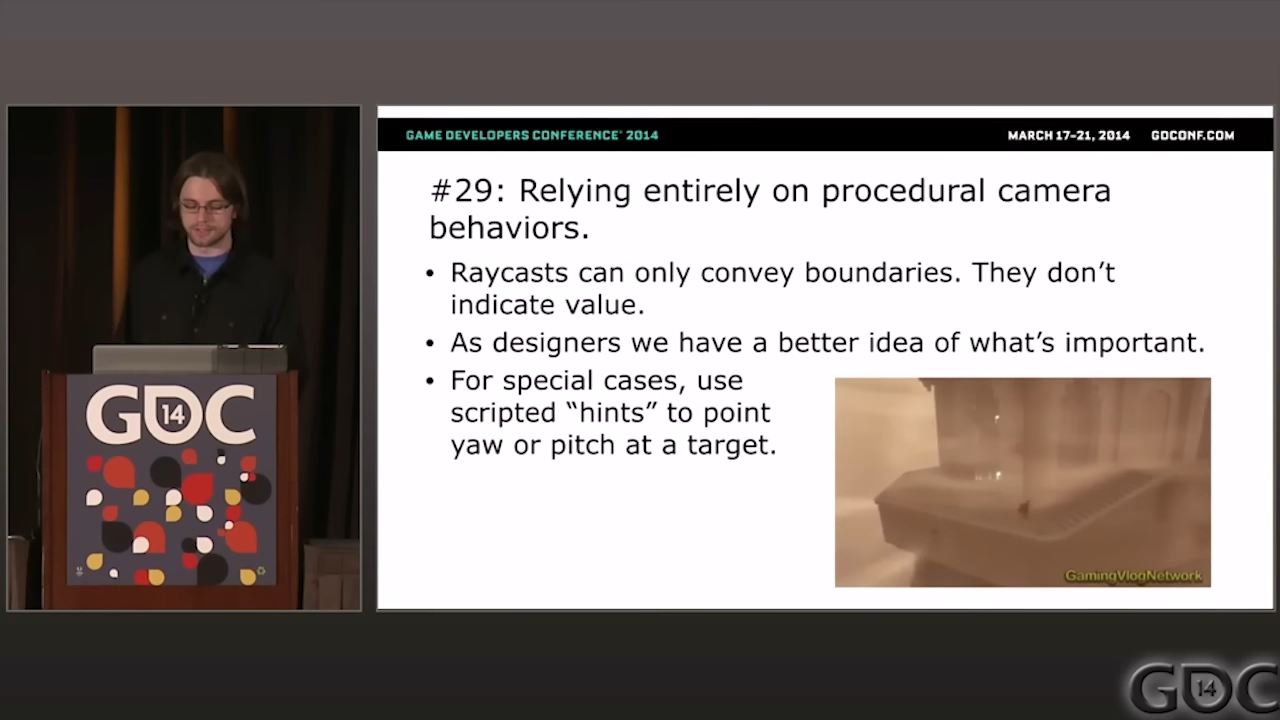 GAME DEVELOPERS CONFERENCE® 2014
MARCH 17–21, 2014 GDCONF.COM
#29: Relying entirely on procedural camera
behaviors.
• Raycasts can only convey boundaries. They don’t
indicate value.
• As designers we have a better idea of what’s important.
• For special cases, use
scripted “hints” to point
yaw or pitch at a target.
GamingVlogNetwork
GDC
14
GDC
14